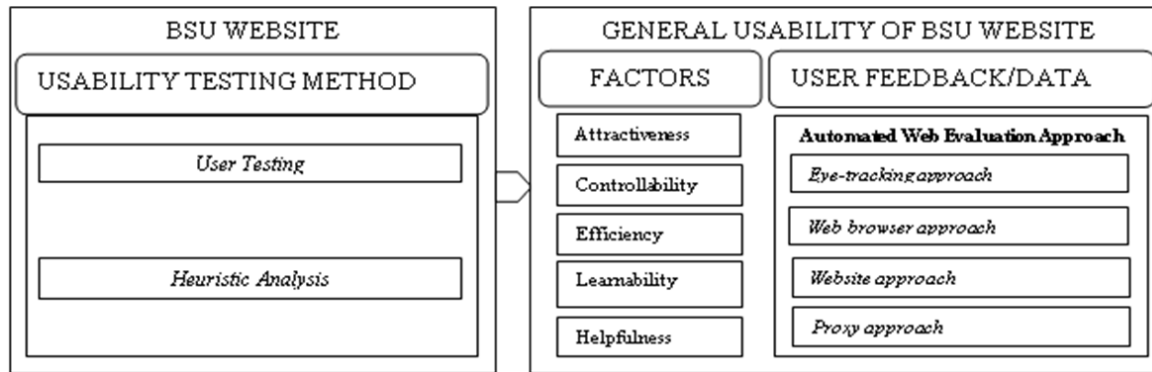 BSU WEBSITE
USABILITY TESTING METHOD
User Testing
Heuristic Analysis
GENERAL USABILITY OF BSU WEBSITE
FACTORS
Attractiveness
Controllability
Efficiency
Learnability
Helpfulness
USER FEEDBACK/DATA
Automated Web Evaluation Approach
Eye-tracking approach
Web browser approach
Website approach
Proxy approach